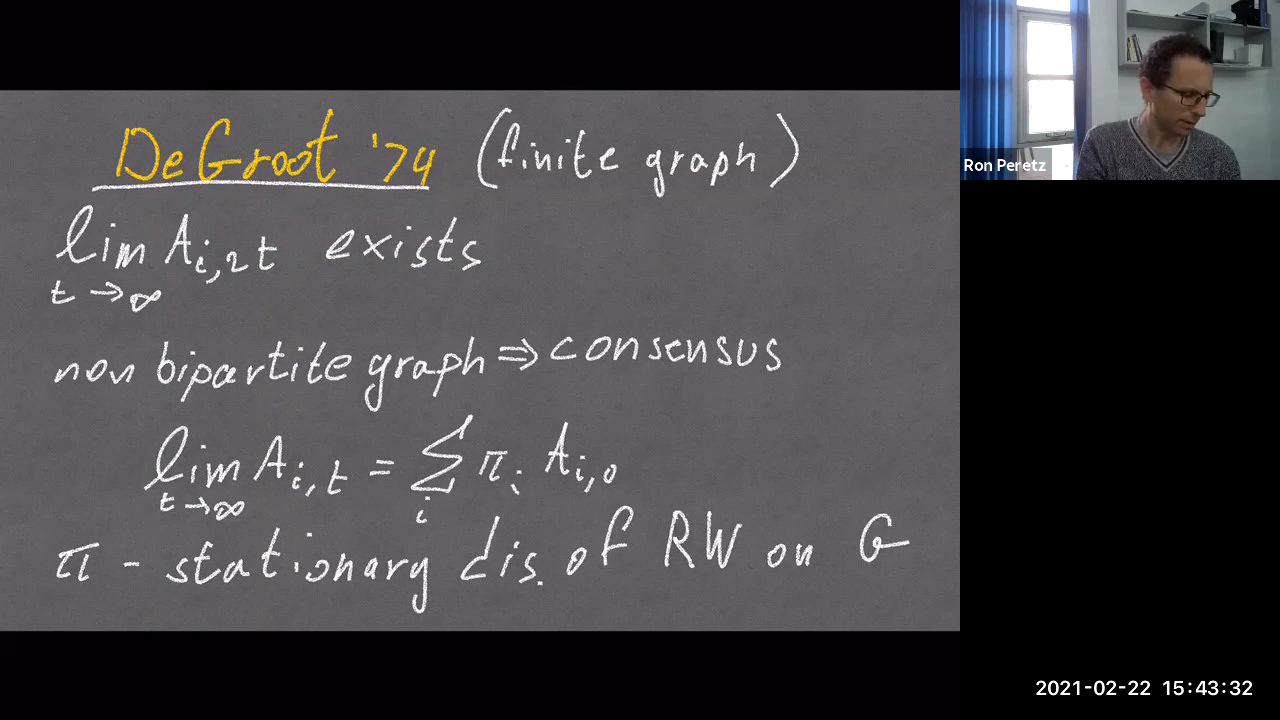 DeGroot '74 (finite graph)
lim A_{i,2t} exists
t→∞
non bipartite graph ⇒ consensus
lim A_{i,t} = ∑ π_i A_{i,0}
t→∞ i
π - stationary dis. of RW on G
Ron Peretz
2021-02-22 15:43:32